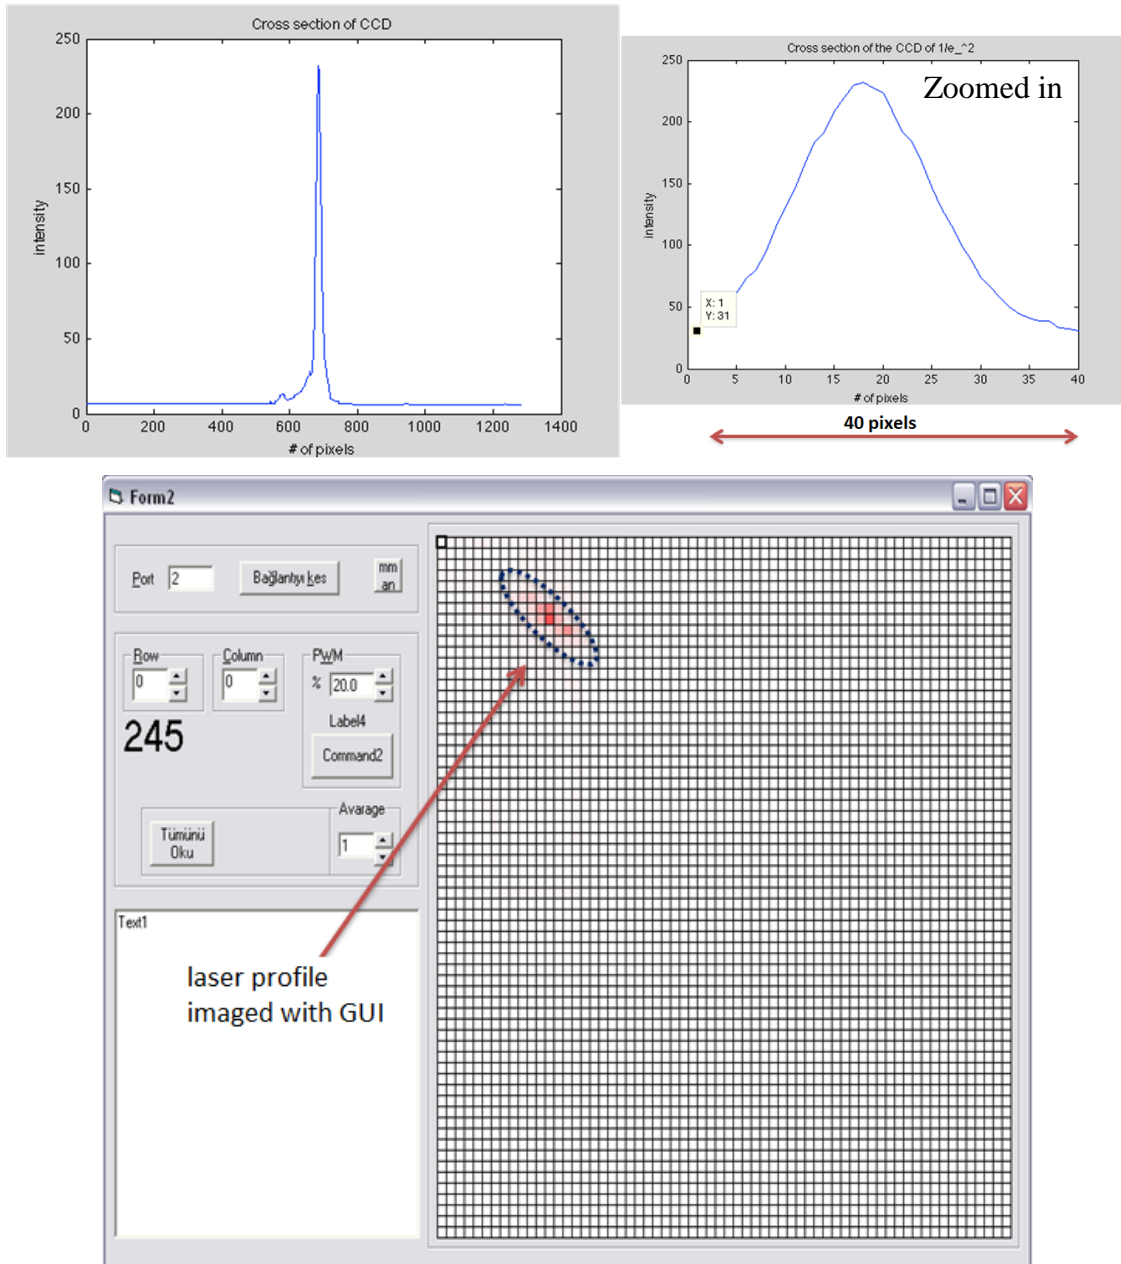 Cross section of CCD
250
200
150
100
50
0
intensity
0 200 400 600 800 1000 1200 1400
# of pixels
Cross section of the CCD of 1/e_^2
Zoomed in
250
200
150
100
50
0
intensity
X: 1
Y: 31
0 5 10 15 20 25 30 35 40
# of pixels
40 pixels
Form2
Port 2 Bağlantıyı kes mm an
Row Column PWM
0 0 % 20.0
245
Label4
Command2
Avarage
Tümünü
Oku
1
Text1
laser profile
imaged with GUI